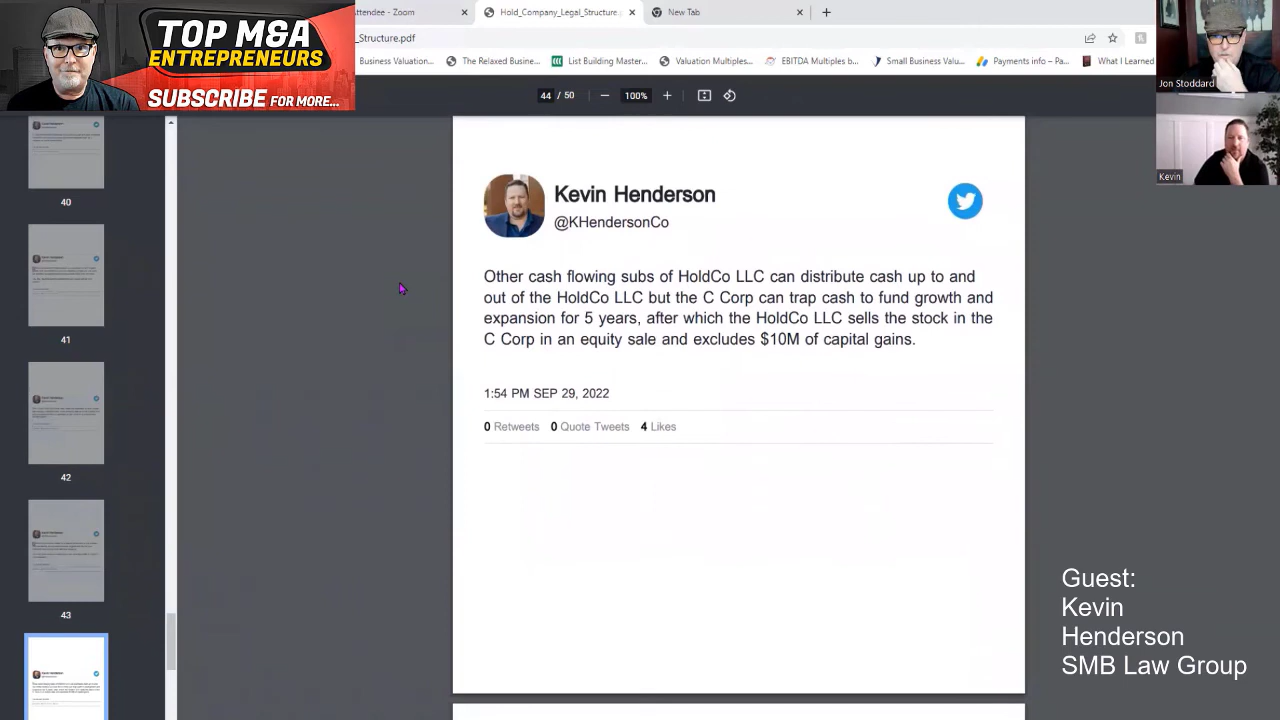 TOP M&A
ENTREPRENEURS
SUBSCRIBE FOR MORE...
ttendee - Zoom
Hold_Company_Legal_Structure.p
New Tab
_Structure.pdf
Business Valuation...
The Relaxed Busine...
List Building Master...
Valuation Multiples...
EBITDA Multiples b...
Small Business Valu...
Payments info – Pa...
What I Learned
Jon Stoddard
Kevin
44 / 50
100%
40
41
42
43
Kevin Henderson
@KHendersonCo
Other cash flowing subs of HoldCo LLC can distribute cash up to and
out of the HoldCo LLC but the C Corp can trap cash to fund growth and
expansion for 5 years, after which the HoldCo LLC sells the stock in the
C Corp in an equity sale and excludes $10M of capital gains.
1:54 PM SEP 29, 2022
0 Retweets 0 Quote Tweets 4 Likes
Guest:
Kevin
Henderson
SMB Law Group